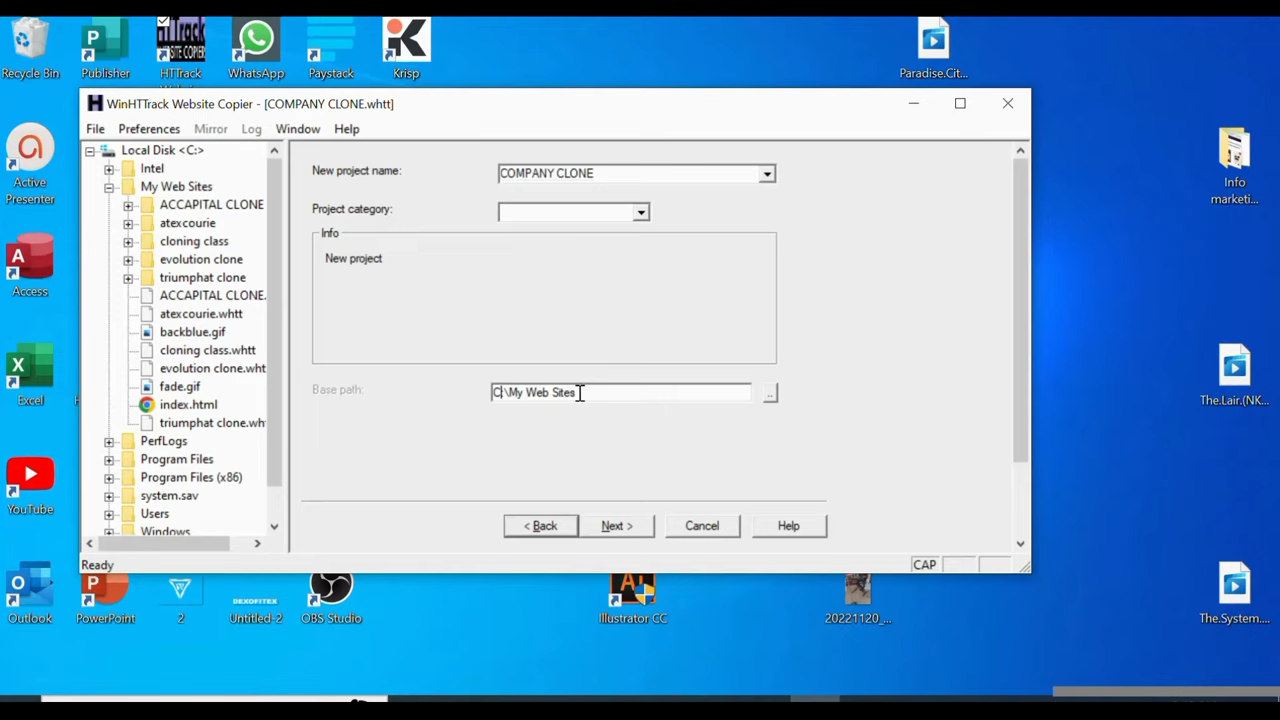 Recycle Bin
Publisher
HTTrack
WhatsApp
Paystack
Krisp
Paradise.Cit...
WinHTTrack Website Copier - [COMPANY CLONE.whtt]
File Preferences Mirror Log Window Help
Active
Presenter
Access
Excel
YouTube
Local Disk <C:>
Intel
My Web Sites
ACCAPITAL CLONE
atexcourie
cloning class
evolution clone
triumphat clone
ACCAPITAL CLONE.
atexcourie.whtt
backblue.gif
cloning class.whtt
evolution clone.wht
fade.gif
index.html
triumphat clone.wh
PerfLogs
Program Files
Program Files (x86)
system.sav
Users
Windows
New project name: COMPANY CLONE
Project category:
Info
New project
Base path: C:\My Web Sites
..
< Back Next > Cancel Help
Ready
CAP
Info
marketi...
The.Lair.(NK...
Outlook
PowerPoint
2
DEXOFITEX
Untitled-2
OBS Studio
Ai
Illustrator CC
20221120_...
The.System....